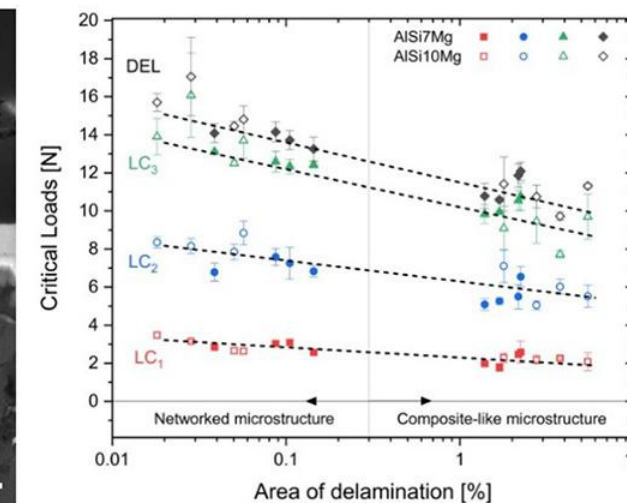 20
18
16
14
12
10
8
6
4
2
0
Critical Loads [N]
AlSi7Mg
AlSi10Mg
DEL
LC3
LC2
LC1
Networked microstructure
Composite-like microstructure
0.01
0.1
1
Area of delamination [%]